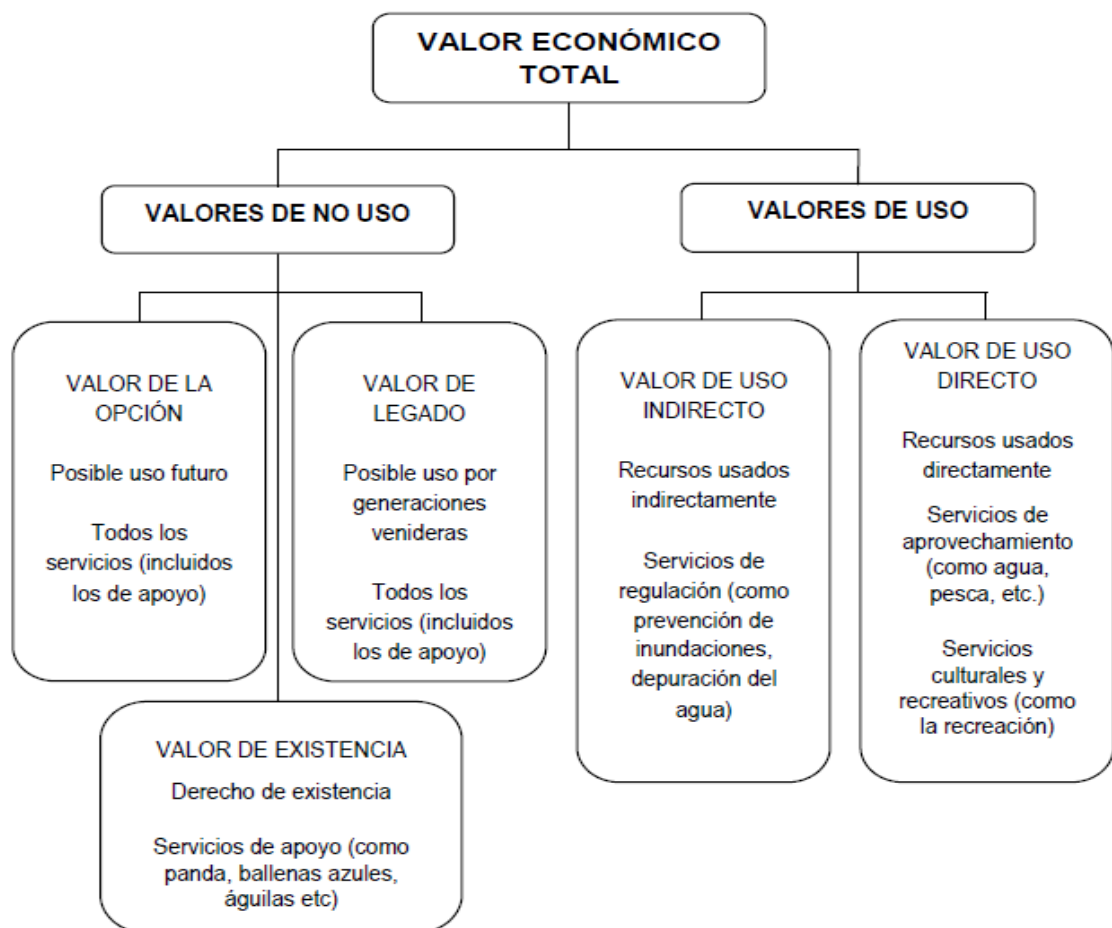 VALOR ECONÓMICO
TOTAL
VALORES DE NO USO
VALORES DE USO
VALOR DE LA
OPCIÓN
Posible uso futuro
Todos los
servicios (incluidos
los de apoyo)
VALOR DE
LEGADO
Posible uso por
generaciones
venideras
Todos los
servicios (incluidos
los de apoyo)
VALOR DE EXISTENCIA
Derecho de existencia
Servicios de apoyo (como
panda, ballenas azules,
águilas etc)
VALOR DE USO
INDIRECTO
Recursos usados
indirectamente
Servicios de
regulación (como
prevención de
inundaciones,
depuración del
agua)
VALOR DE USO
DIRECTO
Recursos usados
directamente
Servicios de
aprovechamiento
(como agua,
pesca, etc.)
Servicios
culturales y
recreativos (como
la recreación)